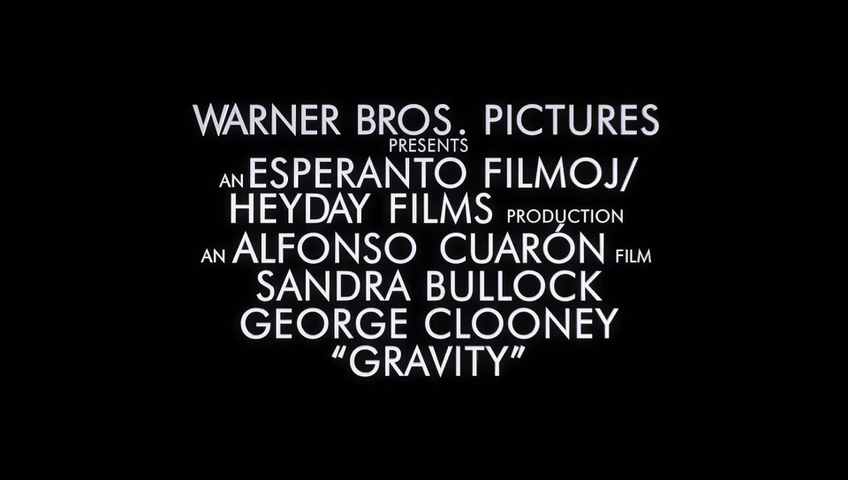 WARNER BROS. PICTURES
PRESENTS
AN ESPERANTO FILMOJ/
HEYDAY FILMS PRODUCTION
AN ALFONSO CUARÓN FILM
SANDRA BULLOCK
GEORGE CLOONEY
“GRAVITY”